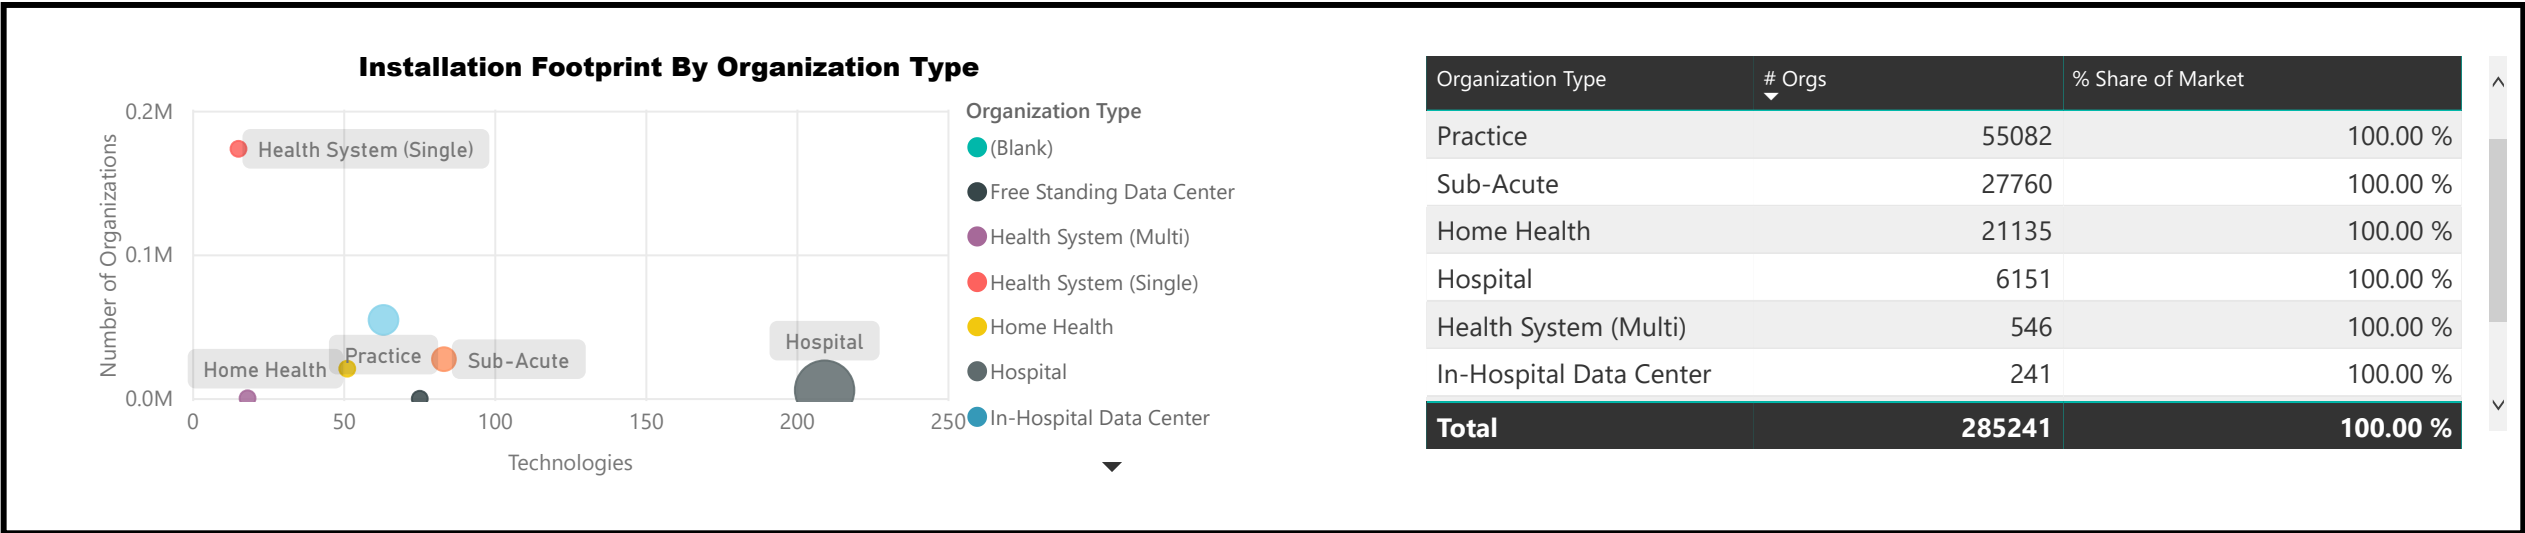 Installation Footprint By Organization Type
Number of Organizations
0.2M
0.1M
0.0M
Health System (Single)
Home Health
Practice
Sub-Acute
Hospital
0 50 100 150 200 250
Technologies
Organization Type
(Blank)
Free Standing Data Center
Health System (Multi)
Health System (Single)
Home Health
Hospital
In-Hospital Data Center
Organization Type # Orgs % Share of Market
Practice 55082 100.00 %
Sub-Acute 27760 100.00 %
Home Health 21135 100.00 %
Hospital 6151 100.00 %
Health System (Multi) 546 100.00 %
In-Hospital Data Center 241 100.00 %
Total 285241 100.00 %